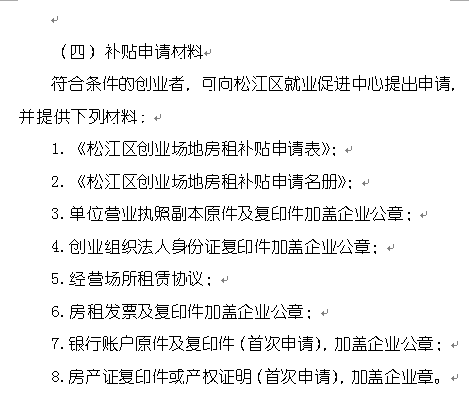 （四）补贴申请材料
符合条件的创业者，可向松江区就业促进中心提出申请，
并提供下列材料：
1.《松江区创业场地房租补贴申请表》；
2.《松江区创业场地房租补贴申请名册》；
3.单位营业执照副本原件及复印件加盖企业公章；
4.创业组织法人身份证复印件加盖企业公章；
5.经营场所租赁协议；
6.房租发票及复印件加盖企业公章；
7.银行账户原件及复印件(首次申请)，加盖企业公章；
8.房产证复印件或产权证明(首次申请)，加盖企业章。